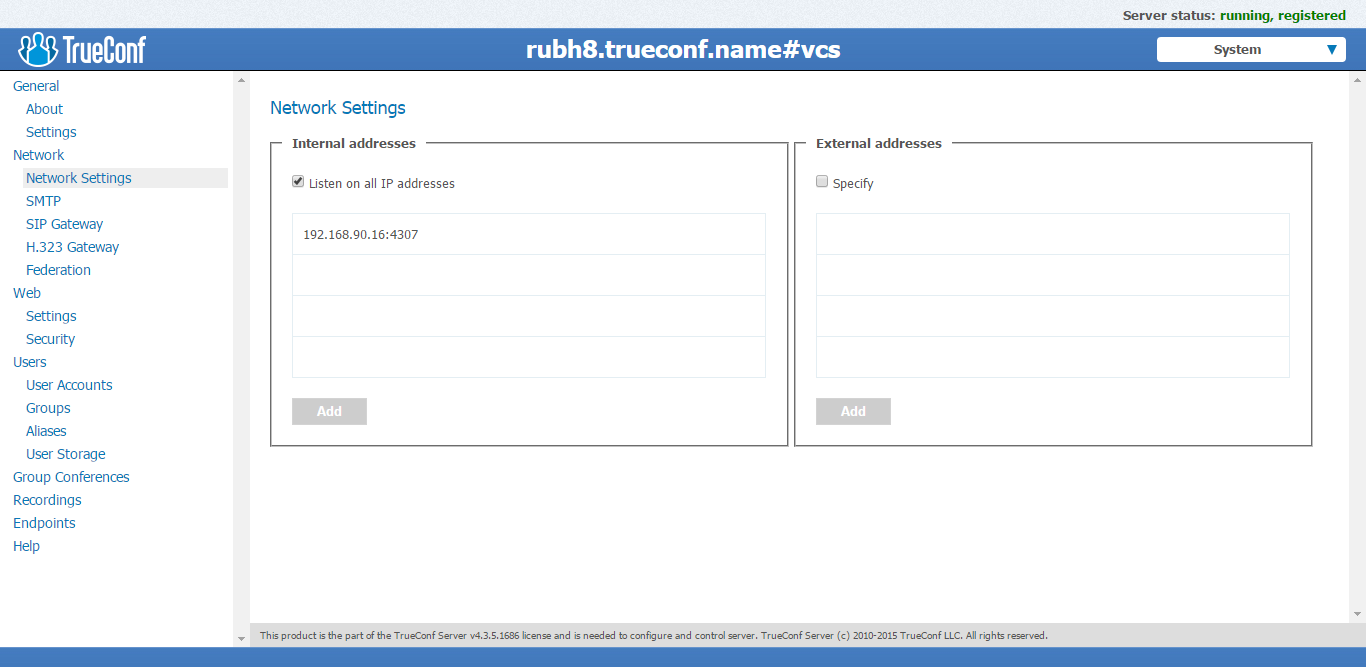 Server status: running, registered
TrueConf
rubh8.trueconf.name#vcs
System
General
About
Settings
Network
Network Settings
SMTP
SIP Gateway
H.323 Gateway
Federation
Web
Settings
Security
Users
User Accounts
Groups
Aliases
User Storage
Group Conferences
Recordings
Endpoints
Help
Network Settings
Internal addresses
Listen on all IP addresses
192.168.90.16:4307
Add
External addresses
Specify
Add
This product is the part of the TrueConf Server v4.3.5.1686 license and is needed to configure and control server. TrueConf Server (c) 2010-2015 TrueConf LLC. All rights reserved.